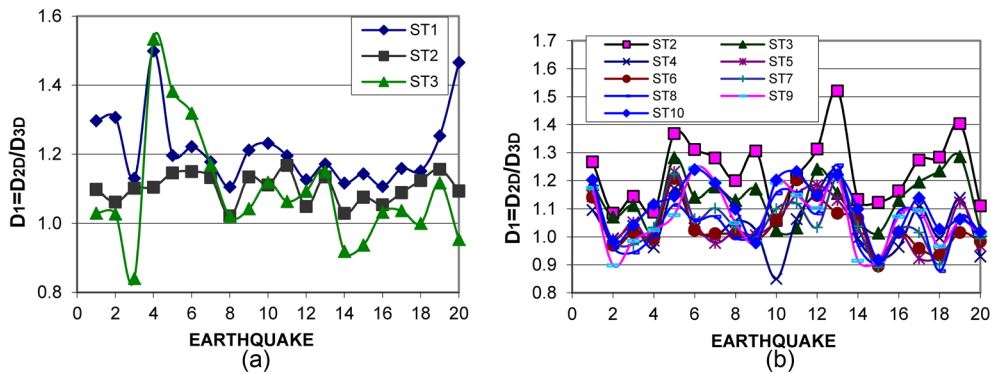 1.6
1.4
1.2
1.0
0.8
D1=D2D/D3D
ST1
ST2
ST3
0 2 4 6 8 10 12 14 16 18 20
EARTHQUAKE
(a)
1.7
1.6
1.5
1.4
1.3
1.2
1.1
1.0
0.9
0.8
D1=D2D/D3D
ST2 ST3
ST4 ST5
ST6 ST7
ST8 ST9
ST10
0 2 4 6 8 10 12 14 16 18 20
EARTHQUAKE
(b)